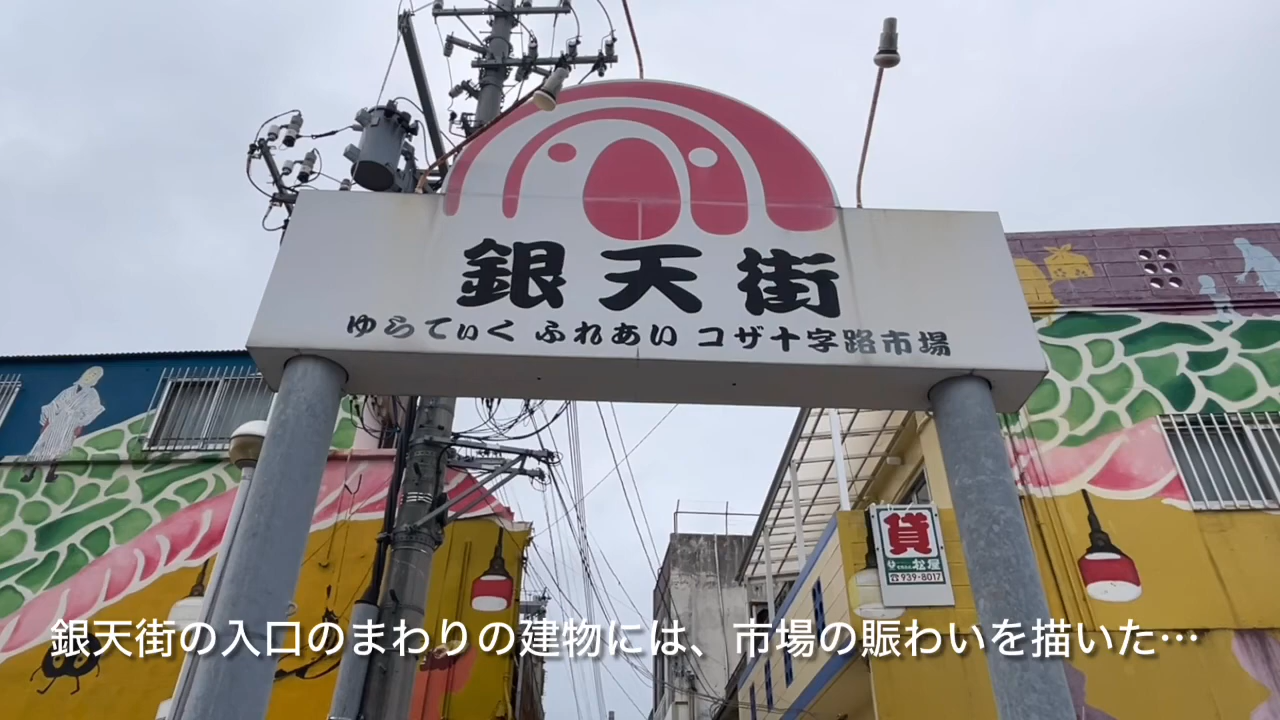 銀天街
ゆらてぃく ふれあい コザ十字路市場
貸
松屋
☎939-8017
銀天街の入口のまわりの建物には、市場の賑わいを描いた…